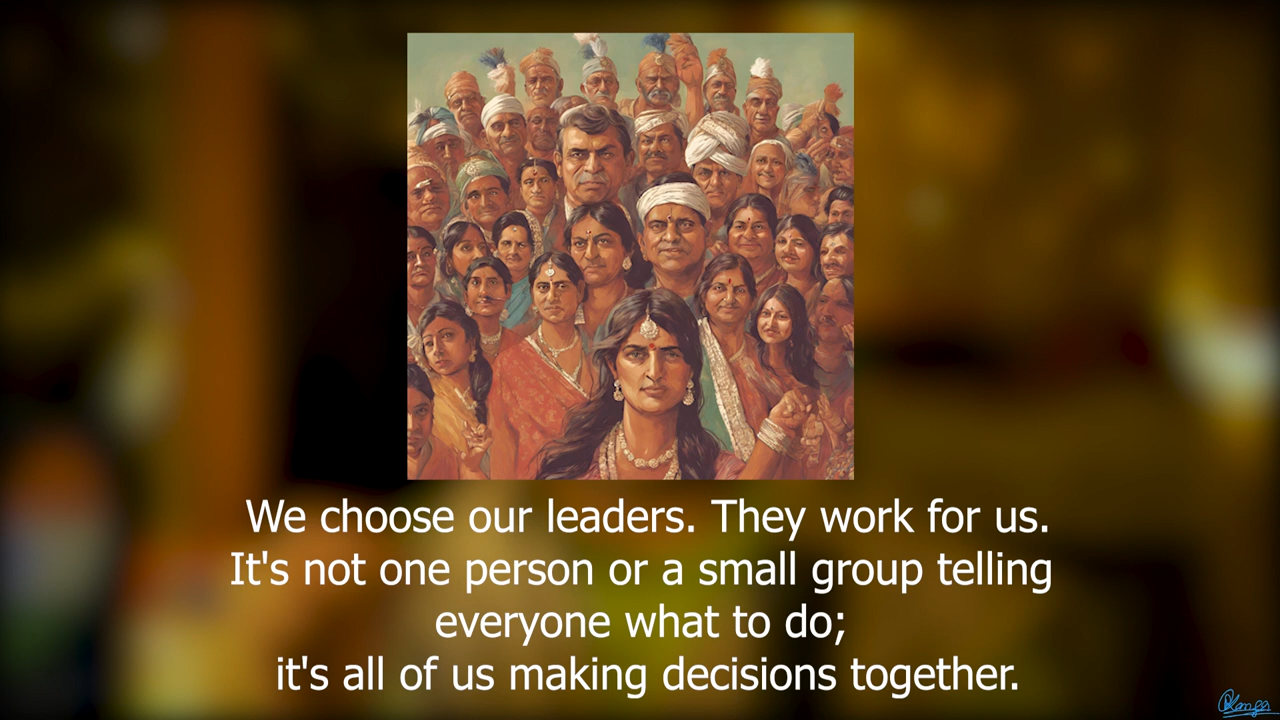 We choose our leaders. They work for us.
It's not one person or a small group telling
everyone what to do;
it's all of us making decisions together.